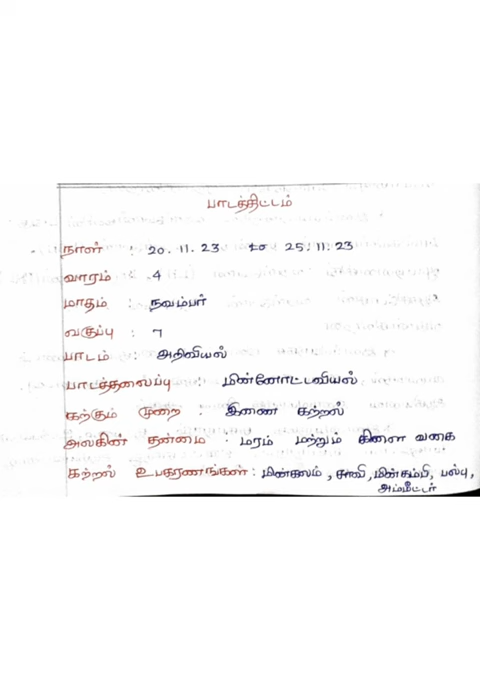 பாடத்திட்டம்
நாள் : 20.11.23 to 25.11.23
வாரம் : 4
மாதம் : நவம்பர்
வகுப்பு : 7
பாடம் : அறிவியல்
பாடத்தலைப்பு : மின்னோட்டவியல்
கற்கும் முறை : இணை கற்றல்
அலகின் தன்மை : மரம் மற்றும் கிளை வகை
கற்றல் உபகரணங்கள் : மின்கலம், சாவி, மின்கம்பி, பல்பு,
அம்மீட்டர்